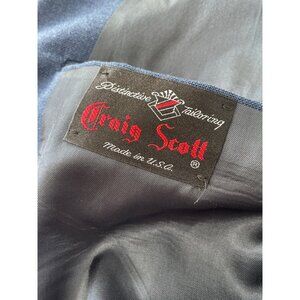 Distinctive Tailoring
Craig Scott
®
Made in U.S.A.